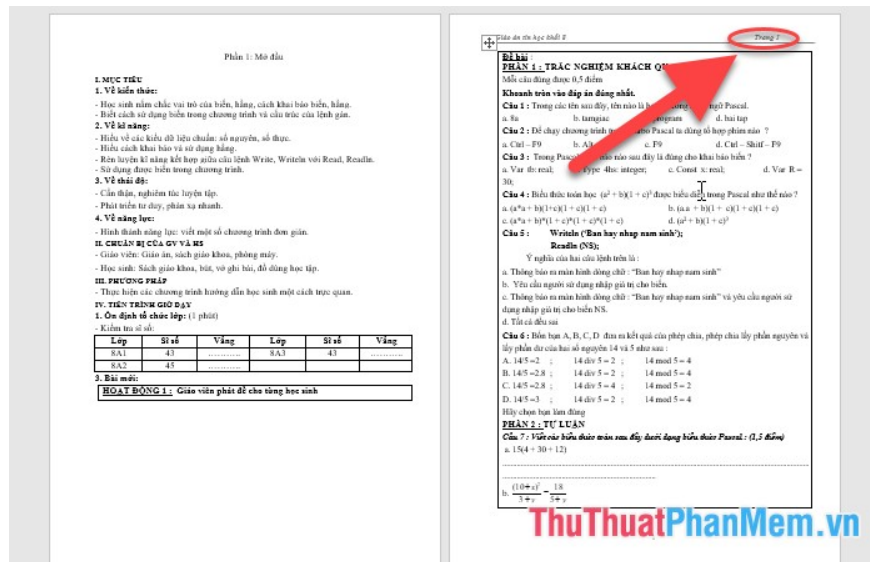 Phần 1: Mở đầu
I. MỤC TIÊU
1. Về kiến thức:
- Học sinh nắm chắc vai trò của biến, hằng, cách khai báo biến, hằng.
- Biết cách sử dụng biến trong chương trình và cấu trúc của lệnh gán.
2. Về kĩ năng:
- Hiểu về các kiểu dữ liệu chuẩn: số nguyên, số thực.
- Hiểu cách khai báo và sử dụng hằng.
- Rèn luyện kĩ năng kết hợp giữa câu lệnh Write, Writeln với Read, Readln.
- Sử dụng được biến trong chương trình.
3. Về thái độ:
- Cẩn thận, nghiêm túc luyện tập.
- Phát triển tư duy, phản xạ nhanh.
4. Về năng lực:
- Hình thành năng lực: viết một số chương trình đơn giản.
II. CHUẨN BỊ CỦA GV VÀ HS
- Giáo viên: Giáo án, sách giáo khoa, phòng máy.
- Học sinh: Sách giáo khoa, bút, vở ghi bài, đồ dùng học tập.
III. PHƯƠNG PHÁP
- Thực hiện các chương trình hướng dẫn học sinh một cách trực quan.
IV. TIẾN TRÌNH GIỜ DẠY
1. Ổn định tổ chức lớp: (1 phút)
- Kiểm tra sĩ số:
Lớp Sĩ số Vắng Lớp Sĩ số Vắng
8A1 43 ............ 8A3 43 ............
8A2 45 ............
3. Bài mới:
HOẠT ĐỘNG 1 : Giáo viên phát đề cho từng học sinh
Giáo án tin học khối 8 Trang 1
Đề bài :
PHẦN 1 : TRẮC NGHIỆM KHÁCH QU
Mỗi câu đúng được 0,5 điểm
Khoanh tròn vào đáp án đúng nhất.
Câu 1 : Trong các tên sau đây, tên nào là h ngữ Pascal.
a. 8a b. tamgiac program d. bai tap
Câu 2 : Để chạy chương trình tr Pascal ta dùng tổ hợp phím nào ?
a. Ctrl – F9 b. Alt c. F9 d. Ctrl – Shitf – F9
Câu 3 : Trong Pasc nào sau đây là đúng cho khai báo biến ?
a. Var tb: real; Type 4hs: integer; c. Const x: real; d. Var R =
30;
Câu 4 : Biểu thức toán học (a² + b)(1 + c)³ được biểu diễn trong Pascal như thế nào ?
a. (a*a + b)(1+c)(1 + c)(1 + c) b. (a.a + b)(1 + c)(1 + c)(1 + c)
c. (a*a + b)*(1 + c)*(1 + c)*(1 + c) d. (a² + b)(1 + c)³
Câu 5 : Writeln ('Ban hay nhap nam sinh');
Readln (NS);
Ý nghĩa của hai câu lệnh trên là :
a. Thông báo ra màn hình dòng chữ : "Ban hay nhap nam sinh"
b. Yêu cầu người sử dụng nhập giá trị cho biến.
c. Thông báo ra màn hình dòng chữ : "Ban hay nhap nam sinh" và yêu cầu người sử
dụng nhập giá trị cho biến NS.
d. Tất cả đều sai
Câu 6 : Bốn bạn A, B, C, D đưa ra kết quả của phép chia, phép chia lấy phần nguyên và
lấy phần dư của hai số nguyên 14 và 5 như sau :
A. 14/5 =2 ; 14 div 5 = 2 ; 14 mod 5 = 4
B. 14/5 =2.8 ; 14 div 5 = 2 ; 14 mod 5 = 4
C. 14/5 =2.8 ; 14 div 5 = 4 ; 14 mod 5 = 2
D. 14/5 =3 ; 14 div 5 = 2 ; 14 mod 5 = 4
Hãy chọn bạn làm đúng
PHẦN 2 : TỰ LUẬN
Câu 7 : Viết các biểu thức toán sau đây dưới dạng biểu thức Pascal : (1,5 điểm)
a. 15(4 + 30 + 12)
b. (10 + x)² / 3 + y – 18 / 5 + y
ThuThuatPhanMem.vn